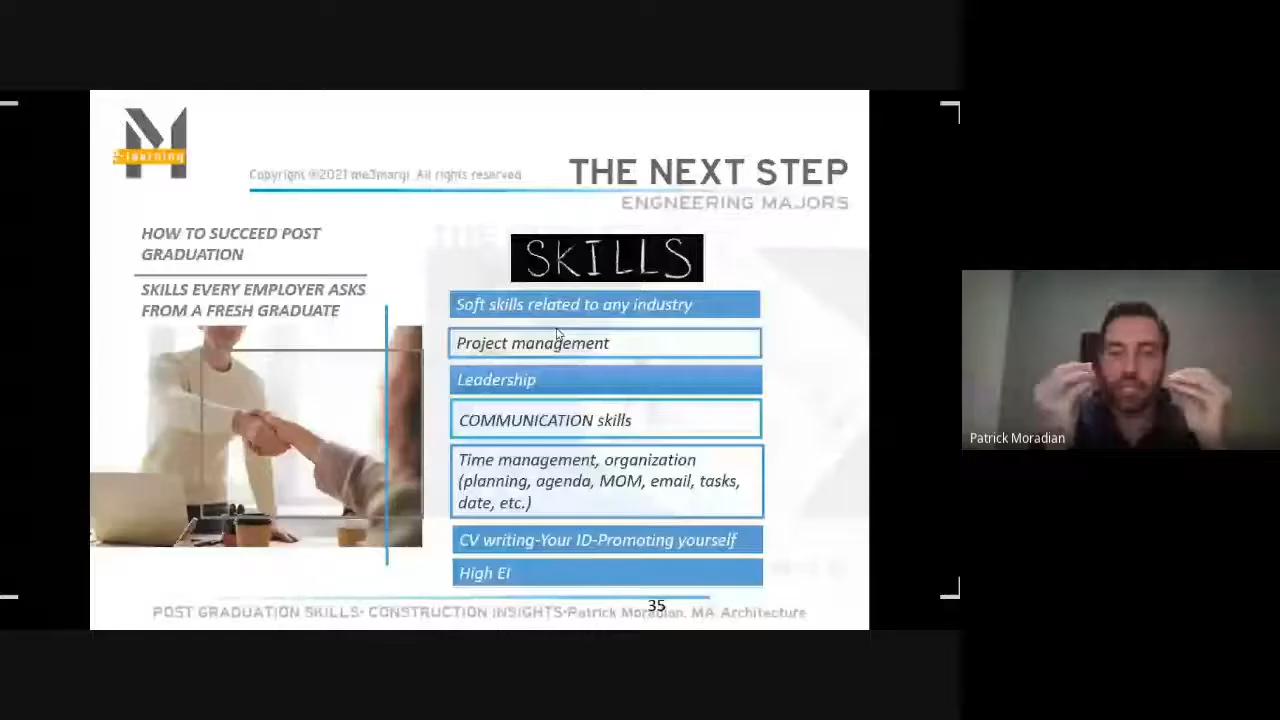 e-learning
Copyright ©2021 me3marqi. All rights reserved
THE NEXT STEP
ENGNEERING MAJORS
HOW TO SUCCEED POST
GRADUATION
SKILLS EVERY EMPLOYER ASKS
FROM A FRESH GRADUATE
SKILLS
Soft skills related to any industry
Project management
Leadership
COMMUNICATION skills
Time management, organization
(planning, agenda, MOM, email, tasks,
date, etc.)
CV writing-Your ID-Promoting yourself
High EI
35
POST GRADUATION SKILLS- CONSTRUCTION INSIGHTS-Patrick Moradian, MA Architecture
Patrick Moradian